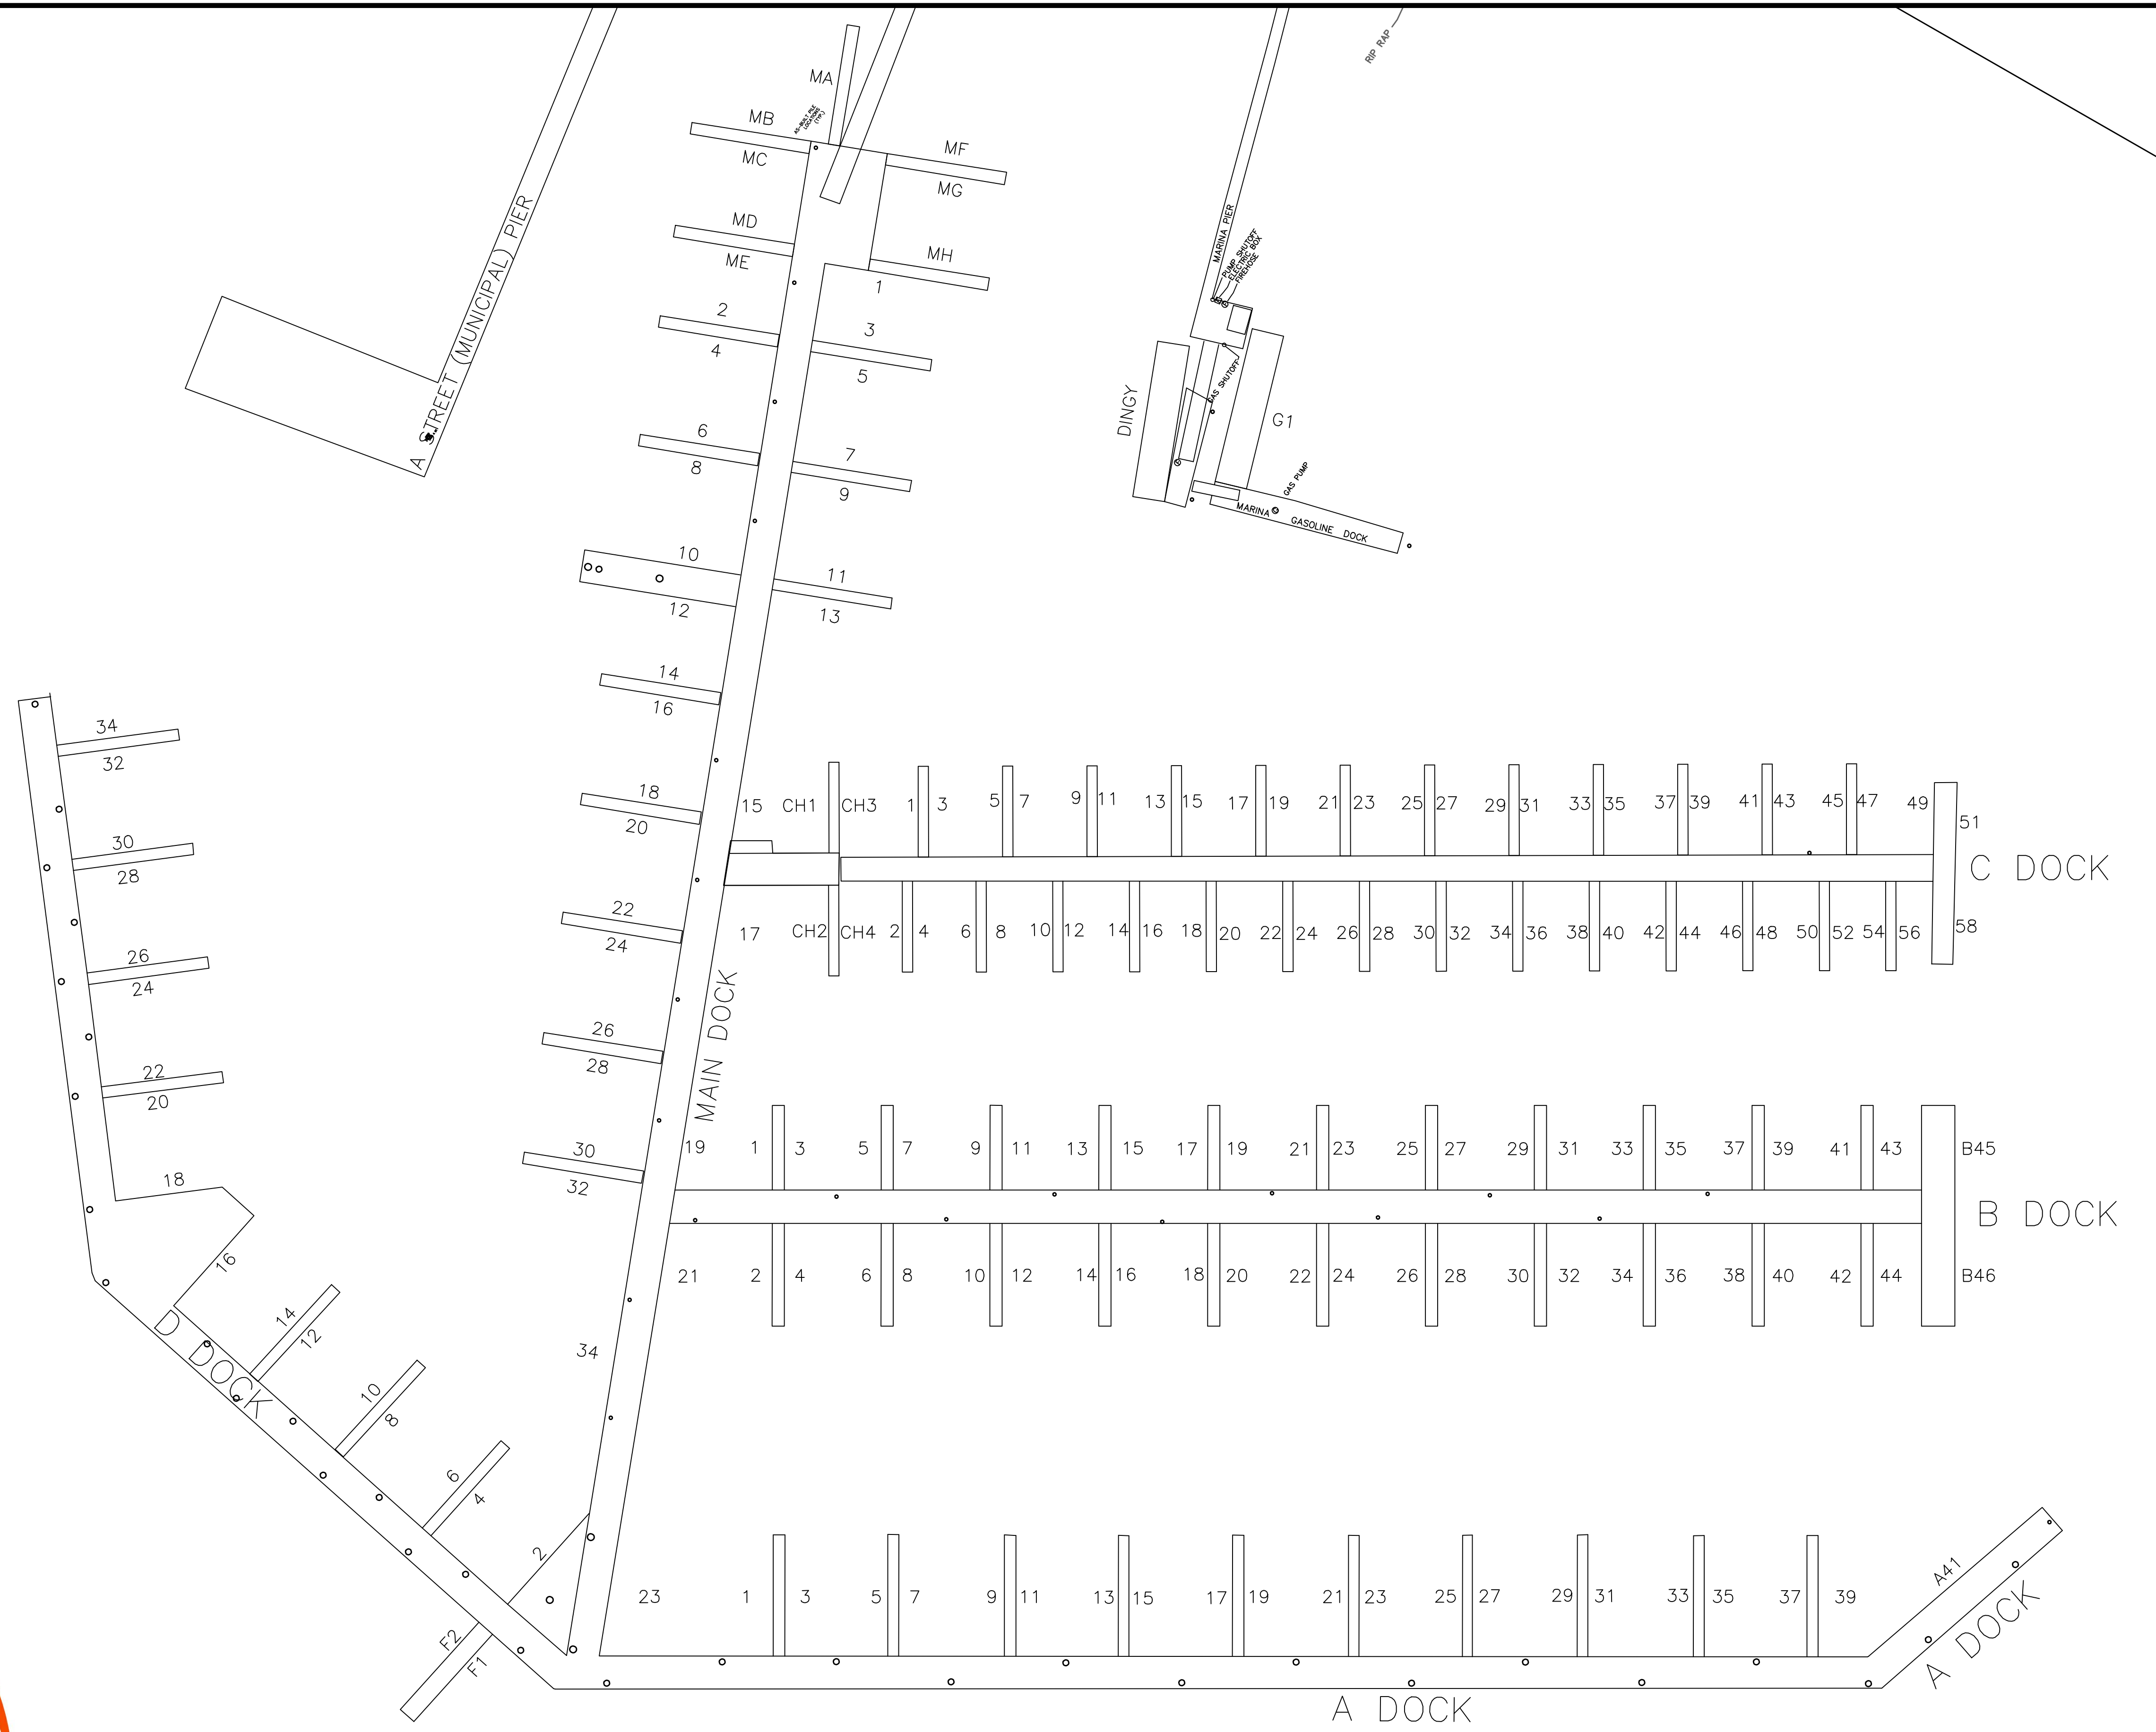 RIP RAP
MA
MB
AS-BUILT PILE
LOCATIONS
(TYP.)
MC
MF
MG
MD
ME
MH
1
2
3
4
5
6
7
8
9
10
11
12
13
14
16
18
20
22
24
26
28
30
32
34
MAIN DOCK
A STREET (MUNICIPAL) PIER
MARINA PIER
PUMP SHUTOFF
ELECTRIC BOX
FIREHOSE
GAS SHUTOFF
DINGY
G1
GAS PUMP
MARINA GASOLINE DOCK
15 CH1 CH3 1 3 5 7 9 11 13 15 17 19 21 23 25 27 29 31 33 35 37 39 41 43 45 47 49
51
C DOCK
17 CH2 CH4 2 4 6 8 10 12 14 16 18 20 22 24 26 28 30 32 34 36 38 40 42 44 46 48 50 52 54 56 58
19 1 3 5 7 9 11 13 15 17 19 21 23 25 27 29 31 33 35 37 39 41 43 B45
B DOCK
21 2 4 6 8 10 12 14 16 18 20 22 24 26 28 30 32 34 36 38 40 42 44 B46
34
32
30
28
26
24
22
20
18
16
14
12
D DOCK
10
8
6
4
2
F2
F1
23 1 3 5 7 9 11 13 15 17 19 21 23 25 27 29 31 33 35 37 39
A41
A DOCK
A DOCK